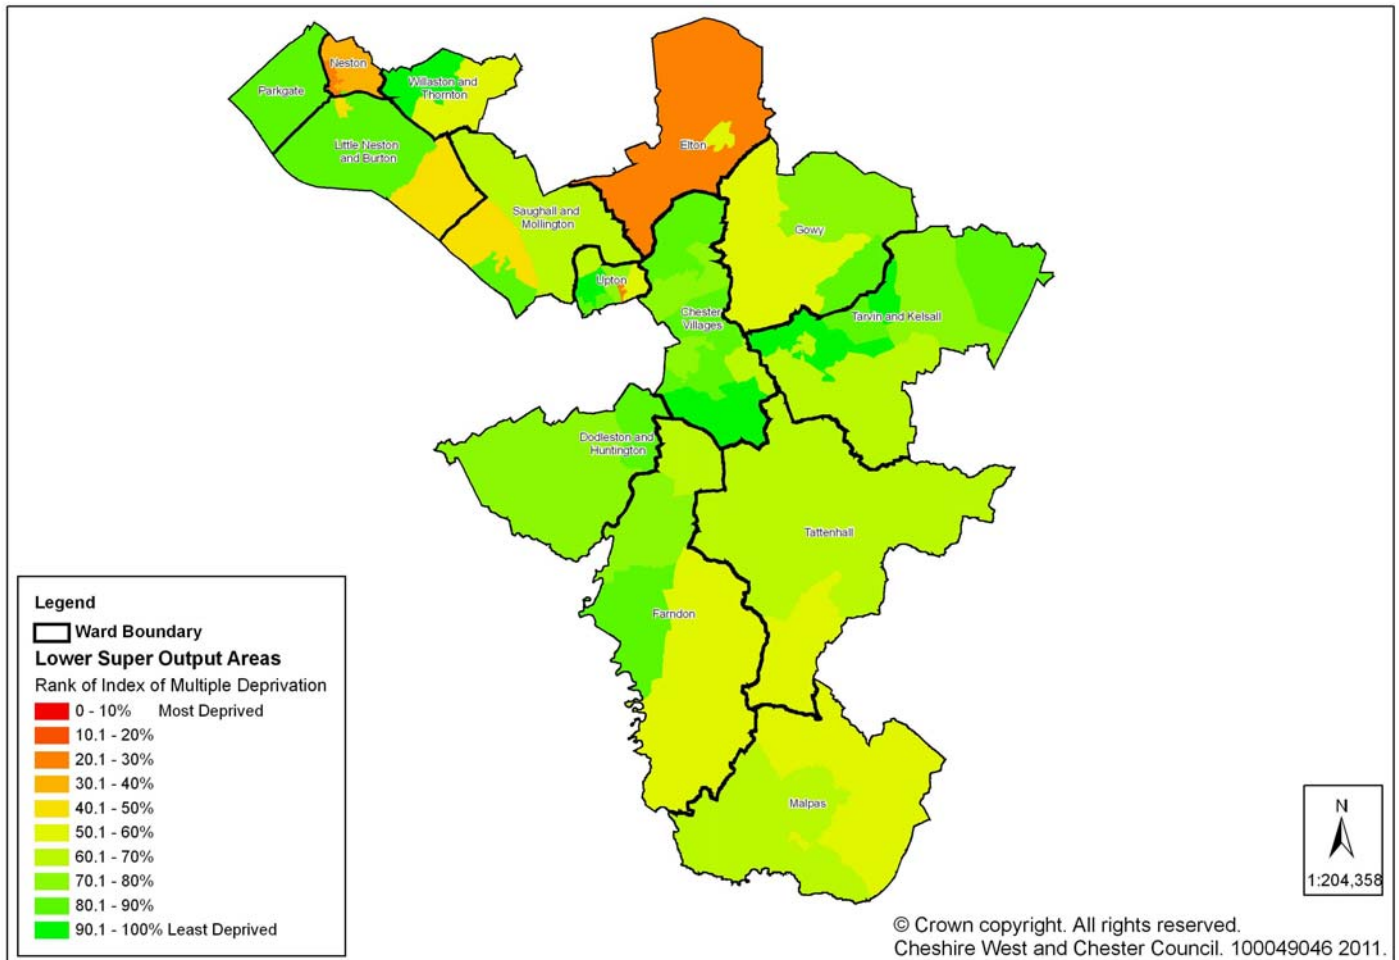 Neston
Parkgate
Willaston and
Thornton
Little Neston
and Burton
Elton
Saughall and
Mollington
Gowy
Upton
Chester
Villages
Tarvin and Kelsall
Dodleston and
Huntington
Tattenhall
Farndon
Malpas
Legend
Ward Boundary
Lower Super Output Areas
Rank of Index of Multiple Deprivation
0 - 10% Most Deprived
10.1 - 20%
20.1 - 30%
30.1 - 40%
40.1 - 50%
50.1 - 60%
60.1 - 70%
70.1 - 80%
80.1 - 90%
90.1 - 100% Least Deprived
N
1:204,358
© Crown copyright. All rights reserved.
Cheshire West and Chester Council. 100049046 2011.